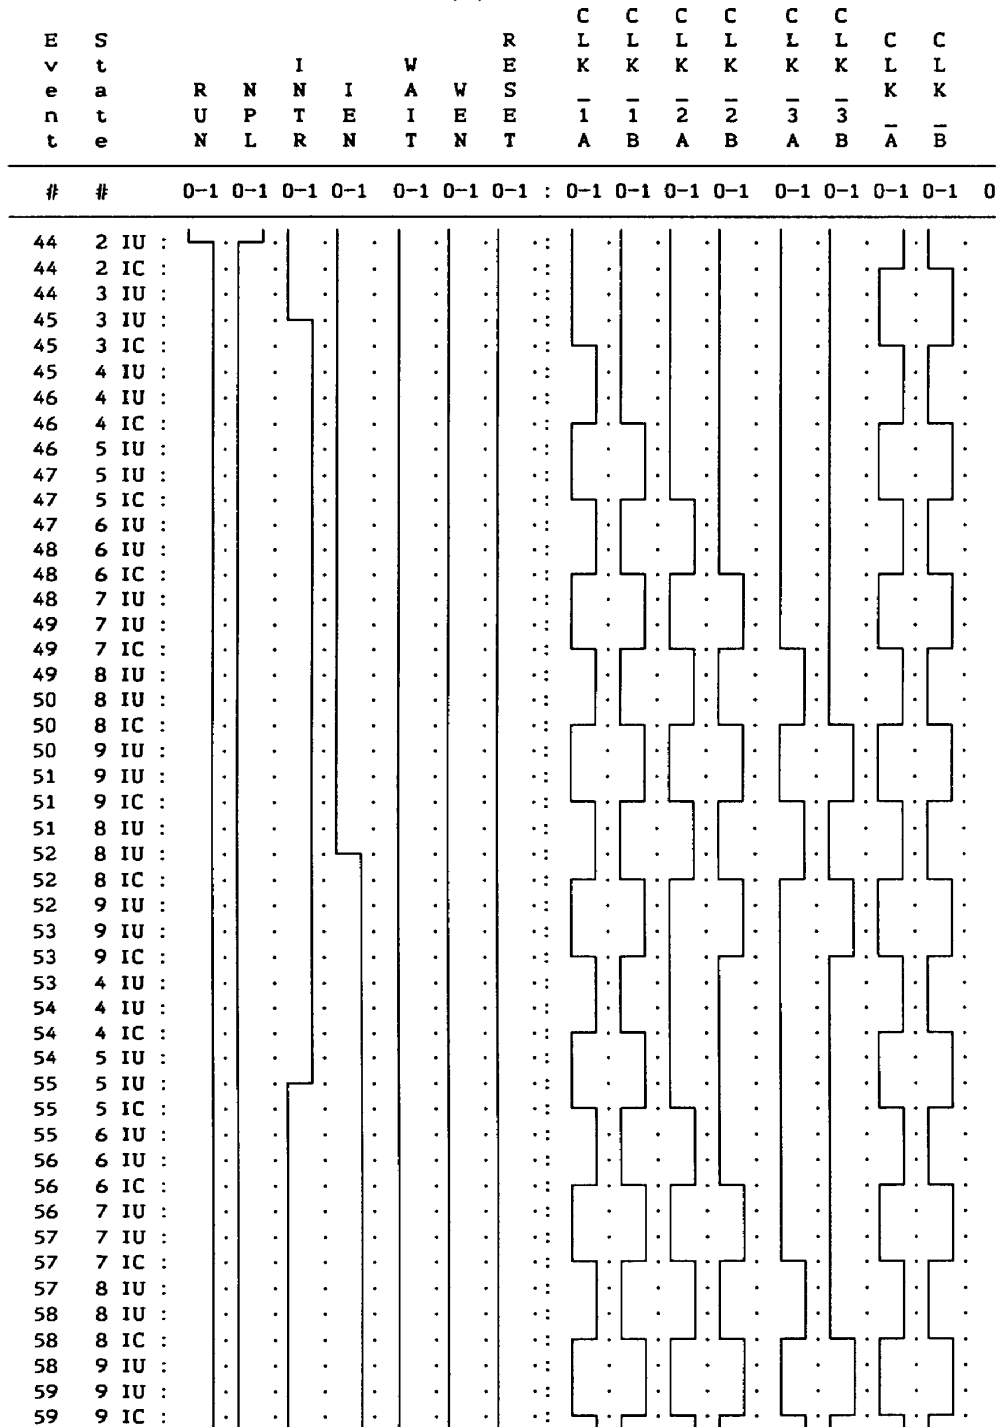 C C C C C C
E S R L L L L L L C C
v t I W E K K K K K K L L
e a R N N I A W S _ _ _ _ _ _ K K
n t U P T E I E E 1 1 2 2 3 3 _ _
t e N L R N T N T A B A B A B A B
# # 0-1 0-1 0-1 0-1 0-1 0-1 0-1 : 0-1 0-1 0-1 0-1 0-1 0-1 0-1 0-1 0
44 2 IU :
44 2 IC :
44 3 IU :
45 3 IU :
45 3 IC :
45 4 IU :
46 4 IU :
46 4 IC :
46 5 IU :
47 5 IU :
47 5 IC :
47 6 IU :
48 6 IU :
48 6 IC :
48 7 IU :
49 7 IU :
49 7 IC :
49 8 IU :
50 8 IU :
50 8 IC :
50 9 IU :
51 9 IU :
51 9 IC :
51 8 IU :
52 8 IU :
52 8 IC :
52 9 IU :
53 9 IU :
53 9 IC :
53 4 IU :
54 4 IU :
54 4 IC :
54 5 IU :
55 5 IU :
55 5 IC :
55 6 IU :
56 6 IU :
56 6 IC :
56 7 IU :
57 7 IU :
57 7 IC :
57 8 IU :
58 8 IU :
58 8 IC :
58 9 IU :
59 9 IU :
59 9 IC :